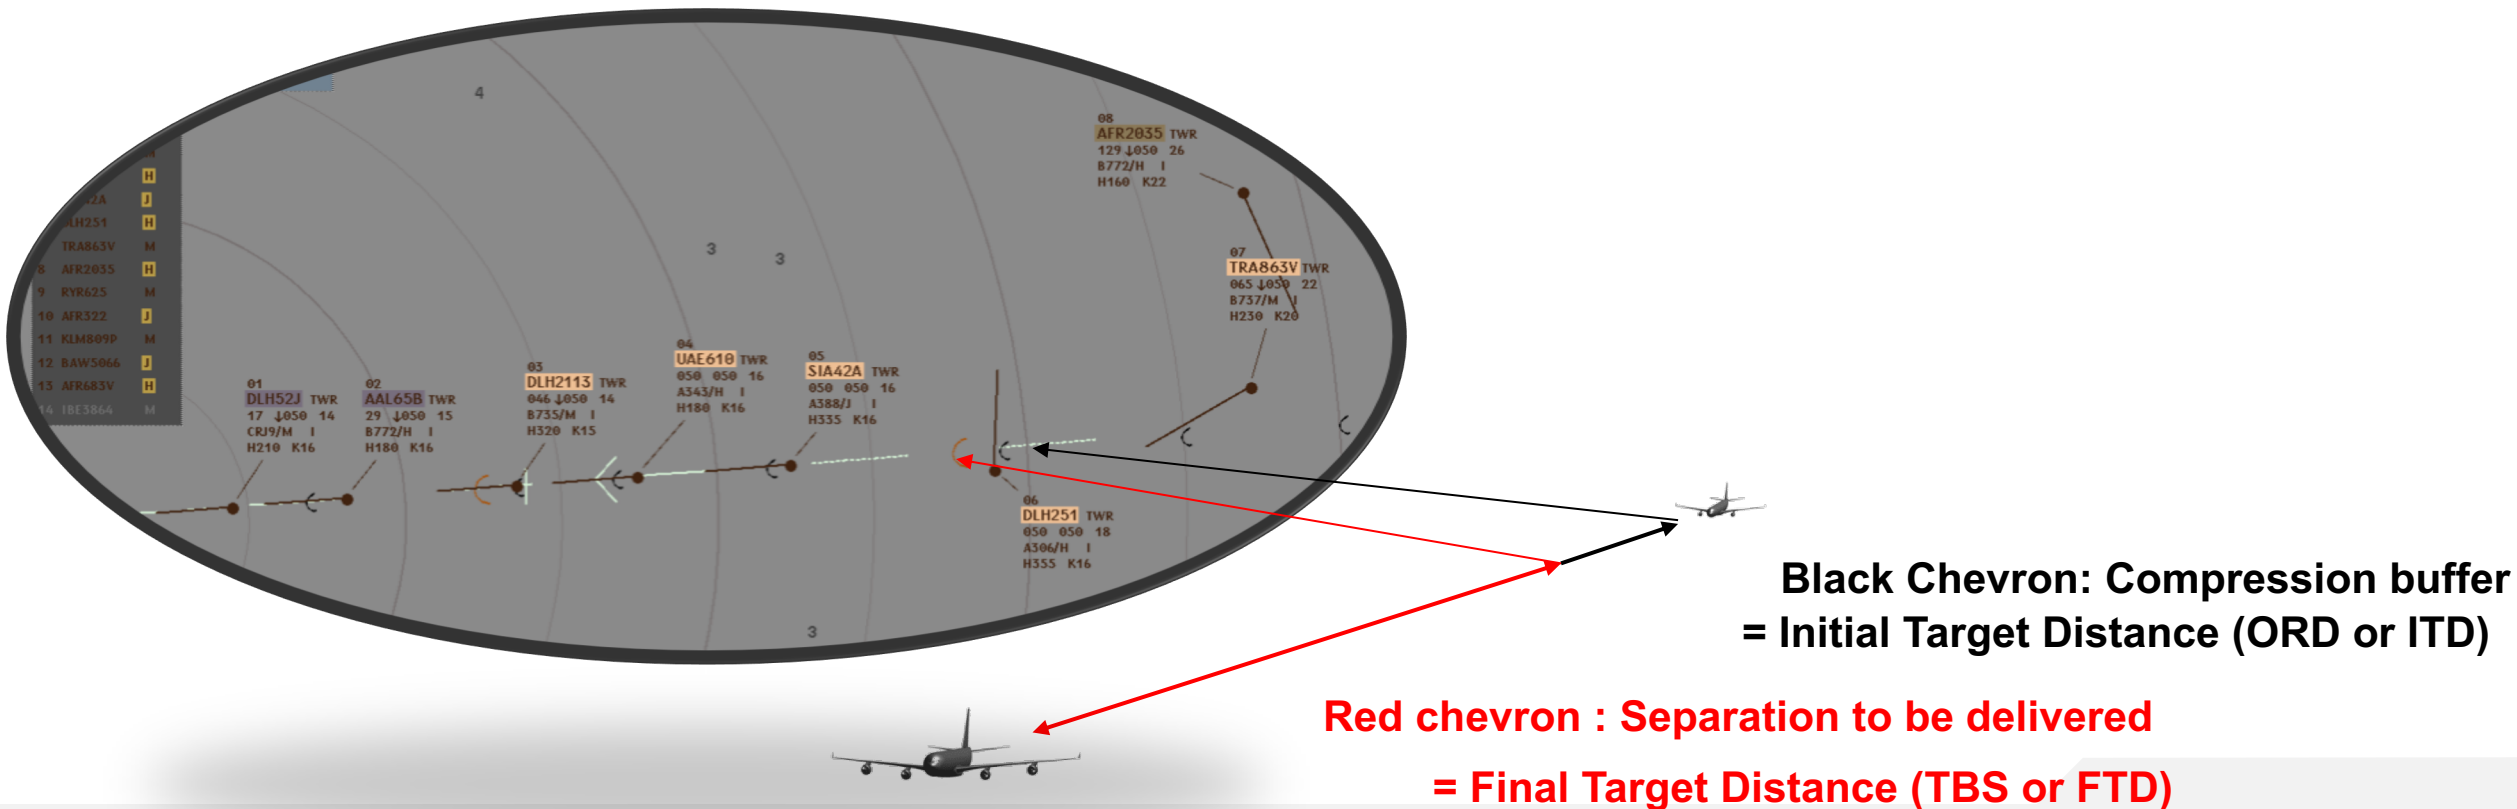 4
3
3
3
H
2A J
LH251 H
TRA863V M
8 AFR2035 H
9 RYR625 M
10 AFR322 J
11 KLM809P M
12 BAW5066 J
13 AFR683V H
14 IBE3864 M
01
DLH52J TWR
17 ↓050 14
CRJ9/M I
H210 K16
02
AAL65B TWR
29 ↓050 15
B772/H I
H180 K16
03
DLH2113 TWR
046 ↓050 14
B735/M I
H320 K15
04
UAE610 TWR
050 050 16
A343/H I
H180 K16
05
SIA42A TWR
050 050 16
A388/J I
H335 K16
06
DLH251 TWR
050 050 18
A306/H I
H355 K16
07
TRA863V TWR
065 ↓050 22
B737/M I
H230 K20
08
AFR2035 TWR
129 ↓050 26
B772/H I
H160 K22
Black Chevron: Compression buffer
= Initial Target Distance (ORD or ITD)
Red chevron : Separation to be delivered
= Final Target Distance (TBS or FTD)